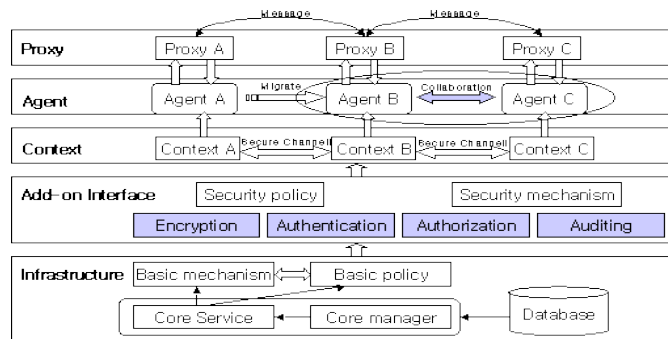 Message Message
Proxy Proxy A Proxy B Proxy C
Agent Agent A Migrate Agent B Collaboration Agent C
Context Context A Secure Channell Context B Secure Channell Context C
Add-on Interface Security policy Security mechanism
Encryption Authentication Authorization Auditing
Infrastructure Basic mechanism Basic policy
Core Service Core manager Database